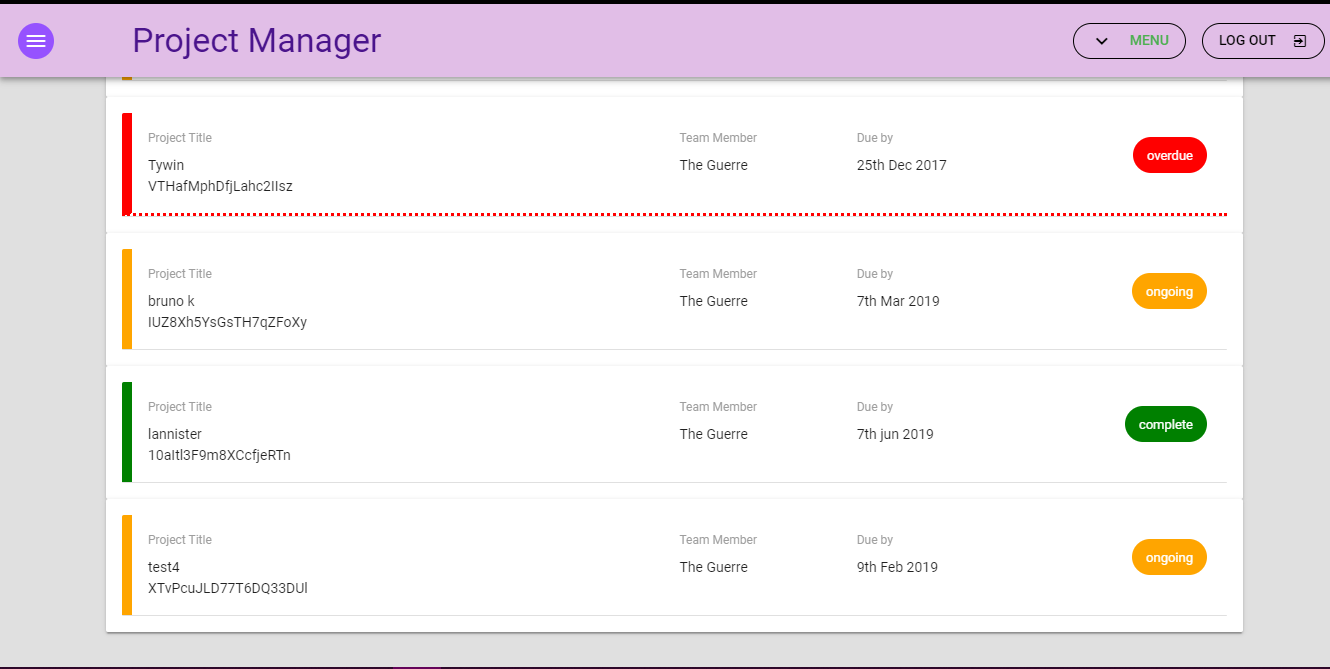 Project Manager
MENU
LOG OUT
Project Title
Team Member
Due by
Tywin
The Guerre
25th Dec 2017
overdue
VTHafMphDfjLahc2IIsz
Project Title
Team Member
Due by
bruno k
The Guerre
7th Mar 2019
ongoing
IUZ8Xh5YsGsTH7qZFoXy
Project Title
Team Member
Due by
lannister
The Guerre
7th jun 2019
complete
10aItl3F9m8XCcfjeRTn
Project Title
Team Member
Due by
test4
The Guerre
9th Feb 2019
ongoing
XTvPcuJLD77T6DQ33DUl